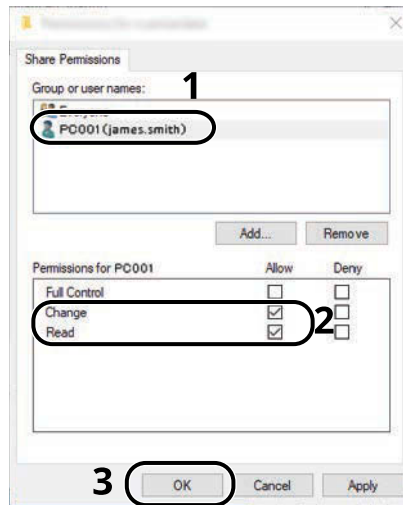 Share Permissions
Group or user names:
1
PC001(james.smith)
Add...
Remove
Permissions for PC001
Allow
Deny
Full Control
Change
Read
2
3
OK
Cancel
Apply